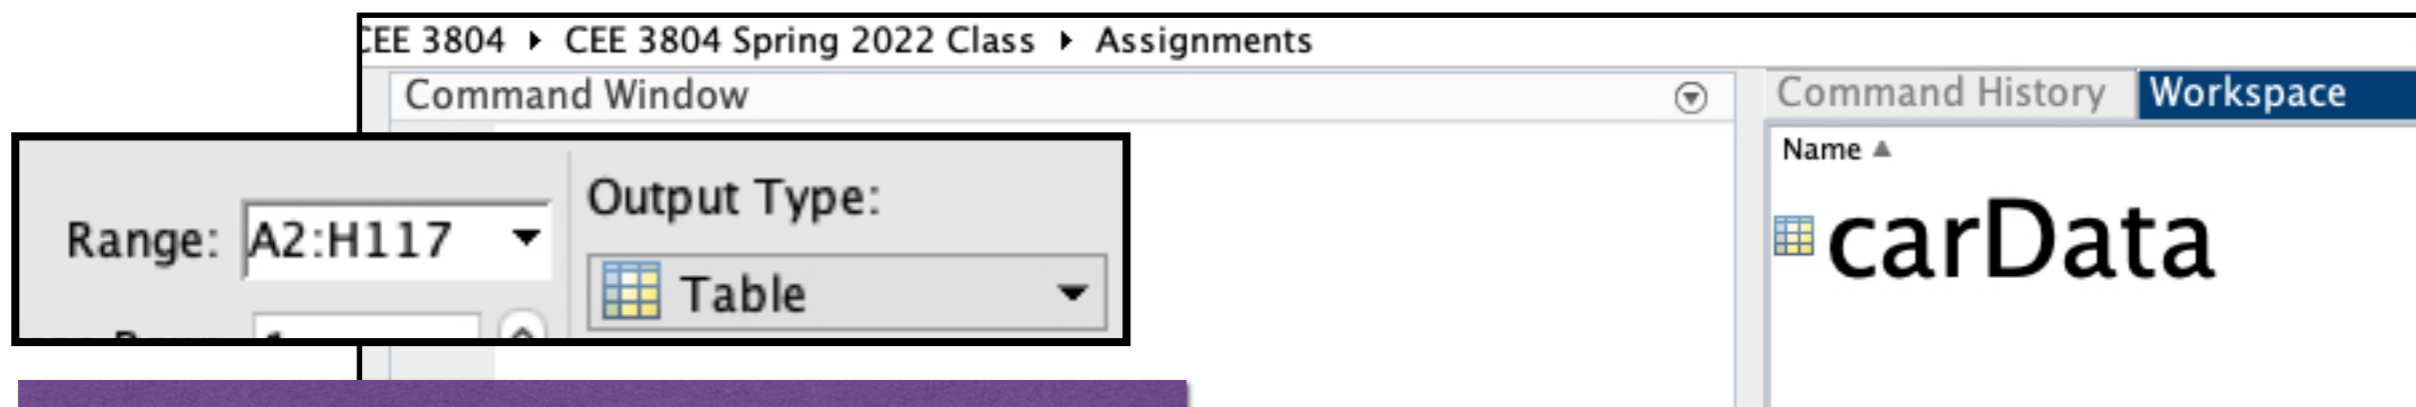 CEE 3804 ▸ CEE 3804 Spring 2022 Class ▸ Assignments
Command Window
Command History
Workspace
Name
carData
Range: A2:H117
Output Type:
Table